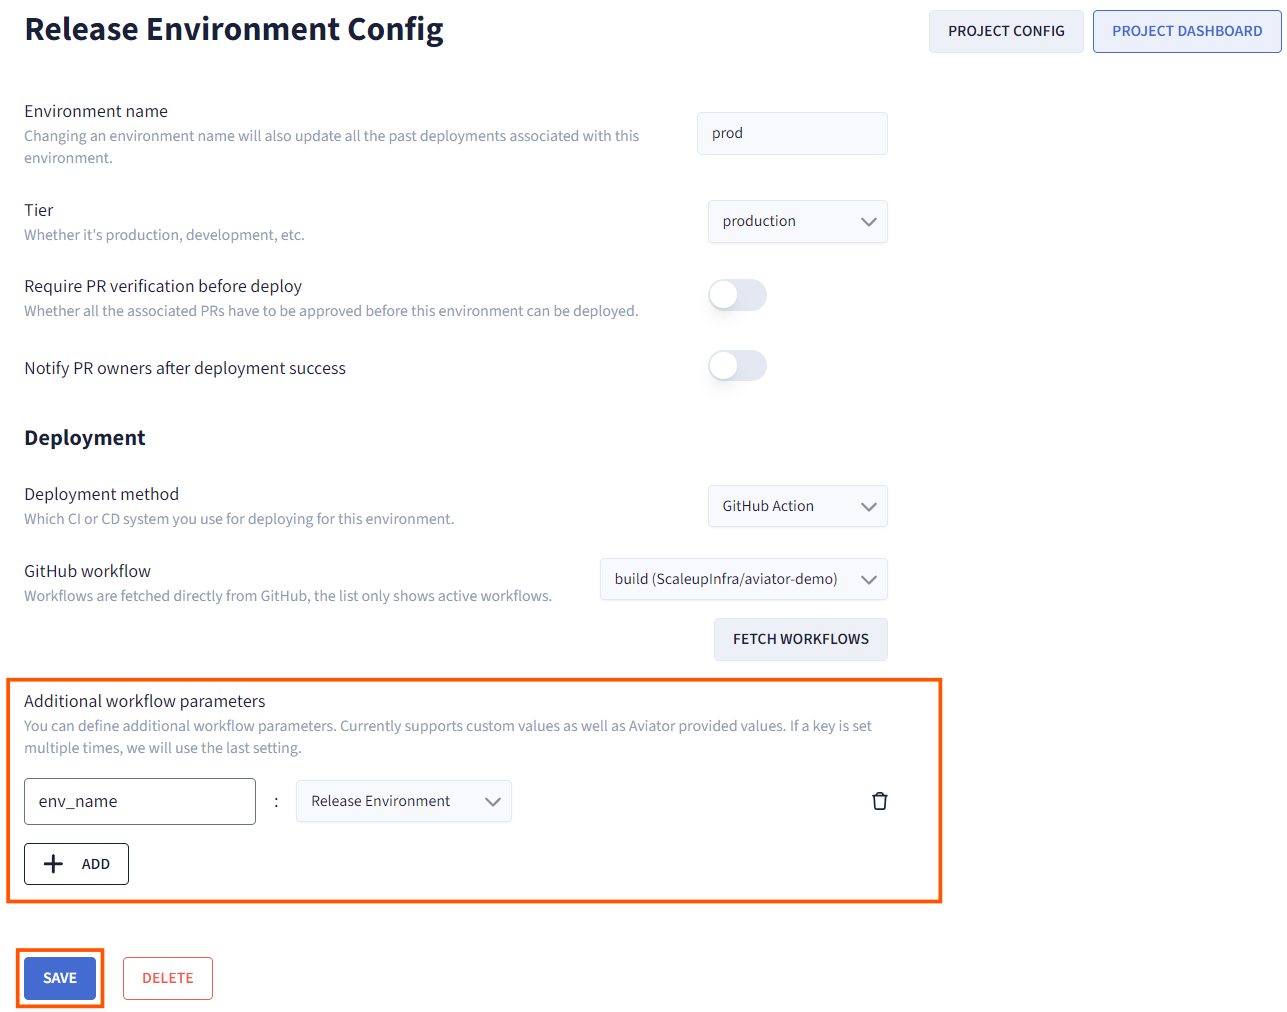 Release Environment Config
PROJECT CONFIG
PROJECT DASHBOARD
Environment name
Changing an environment name will also update all the past deployments associated with this
environment.
prod
Tier
Whether it's production, development, etc.
production
Require PR verification before deploy
Whether all the associated PRs have to be approved before this environment can be deployed.
Notify PR owners after deployment success
Deployment
Deployment method
Which CI or CD system you use for deploying for this environment.
GitHub Action
GitHub workflow
Workflows are fetched directly from GitHub, the list only shows active workflows.
build (ScaleupInfra/aviator-demo)
FETCH WORKFLOWS
Additional workflow parameters
You can define additional workflow parameters. Currently supports custom values as well as Aviator provided values. If a key is set
multiple times, we will use the last setting.
env_name : Release Environment
ADD
SAVE
DELETE